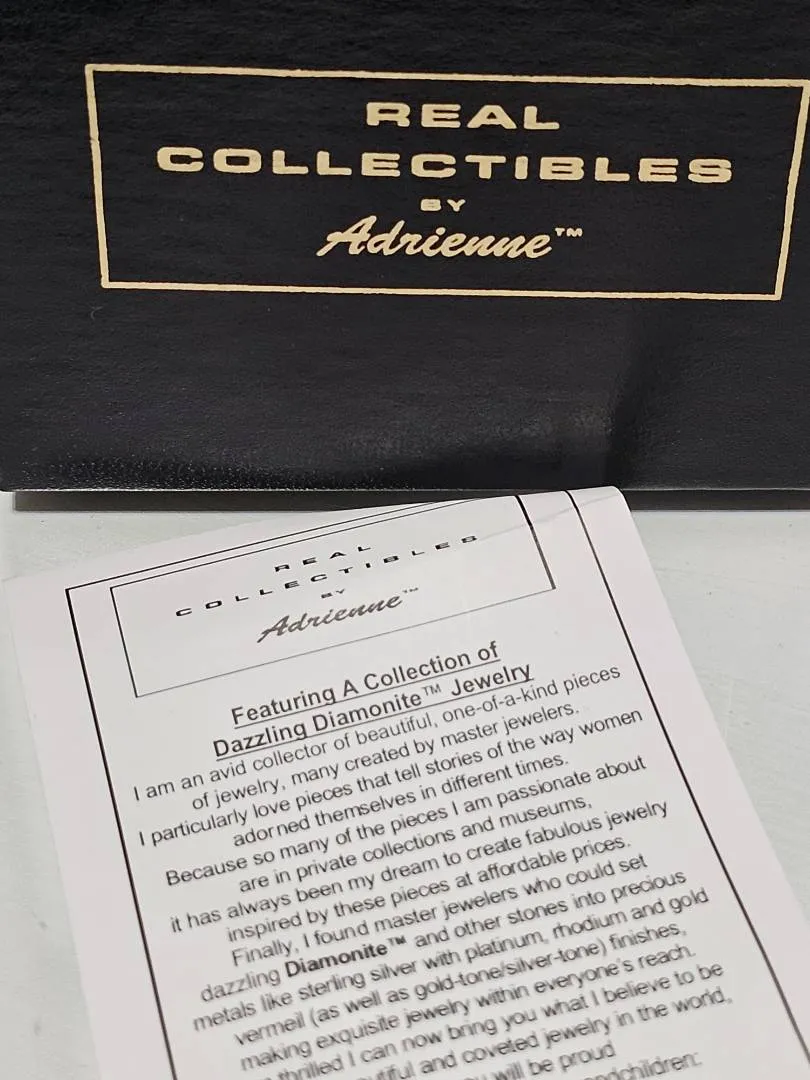 REAL
COLLECTIBLES
BY
Adrienne™
REAL
COLLECTIBLES
BY
Adrienne™
Featuring A Collection of
Dazzling Diamonite™ Jewelry
I am an avid collector of beautiful, one-of-a-kind pieces
of jewelry, many created by master jewelers.
I particularly love pieces that tell stories of the way women
adorned themselves in different times.
Because so many of the pieces I am passionate about
are in private collections and museums,
it has always been my dream to create fabulous jewelry
inspired by these pieces at affordable prices.
Finally, I found master jewelers who could set
dazzling Diamonite™ and other stones into precious
metals like sterling silver with platinum, rhodium and gold
vermeil (as well as gold-tone/silver-tone) finishes,
making exquisite jewelry within everyone's reach.
thrilled I can now bring you what I believe to be
and coveted jewelry in the world,
will be proud